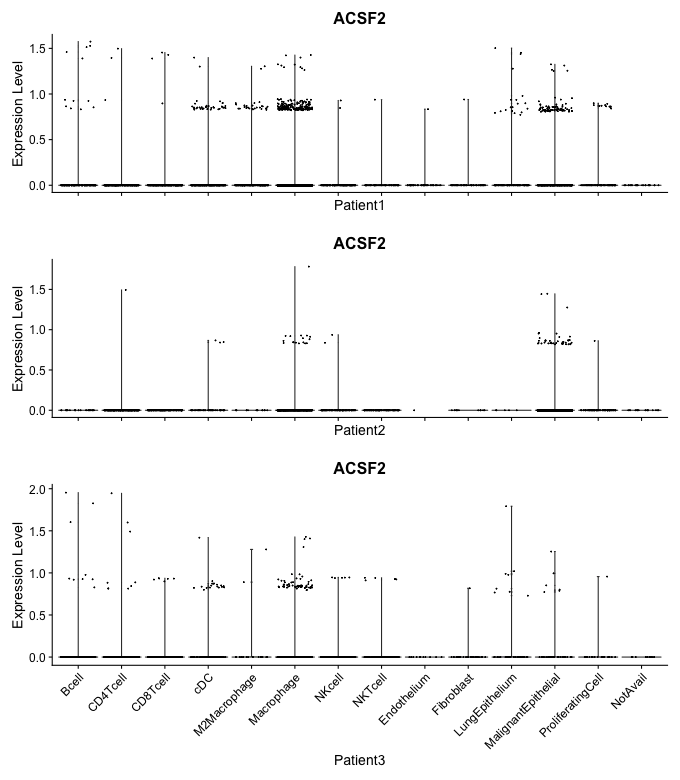 ACSF2
Expression Level
1.5
1.0
0.5
0.0
Patient1
ACSF2
Expression Level
1.5
1.0
0.5
0.0
Patient2
ACSF2
Expression Level
2.0
1.5
1.0
0.5
0.0
Bcell
CD4Tcell
CD8Tcell
cDC
M2Macrophage
Macrophage
NKcell
NKTcell
Endothelium
Fibroblast
LungEpithelium
MalignantEpithelial
ProliferatingCell
NotAvail
Patient3